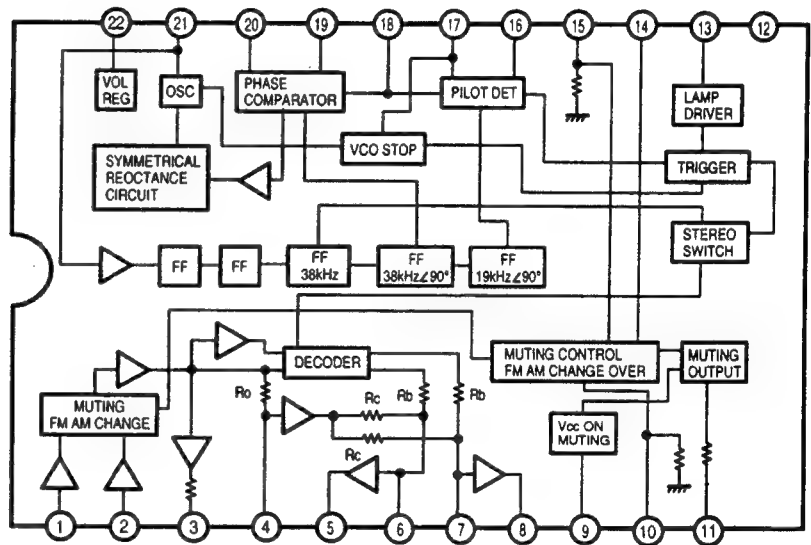 22 21 20 19 18 17 16 15 14 13 12
VOL
REG
OSC
PHASE
COMPARATOR
PILOT DET
LAMP
DRIVER
VCO STOP
SYMMETRICAL
REOCTANCE
CIRCUIT
TRIGGER
STEREO
SWITCH
FF
FF
FF
38kHz
FF
38kHz∠90°
FF
19kHz∠90°
DECODER
MUTING CONTROL
FM AM CHANGE OVER
MUTING
OUTPUT
MUTING
FM AM CHANGE
Ro
Rc
Rb
Rb
Rc
Vcc ON
MUTING
1 2 3 4 5 6 7 8 9 10 11